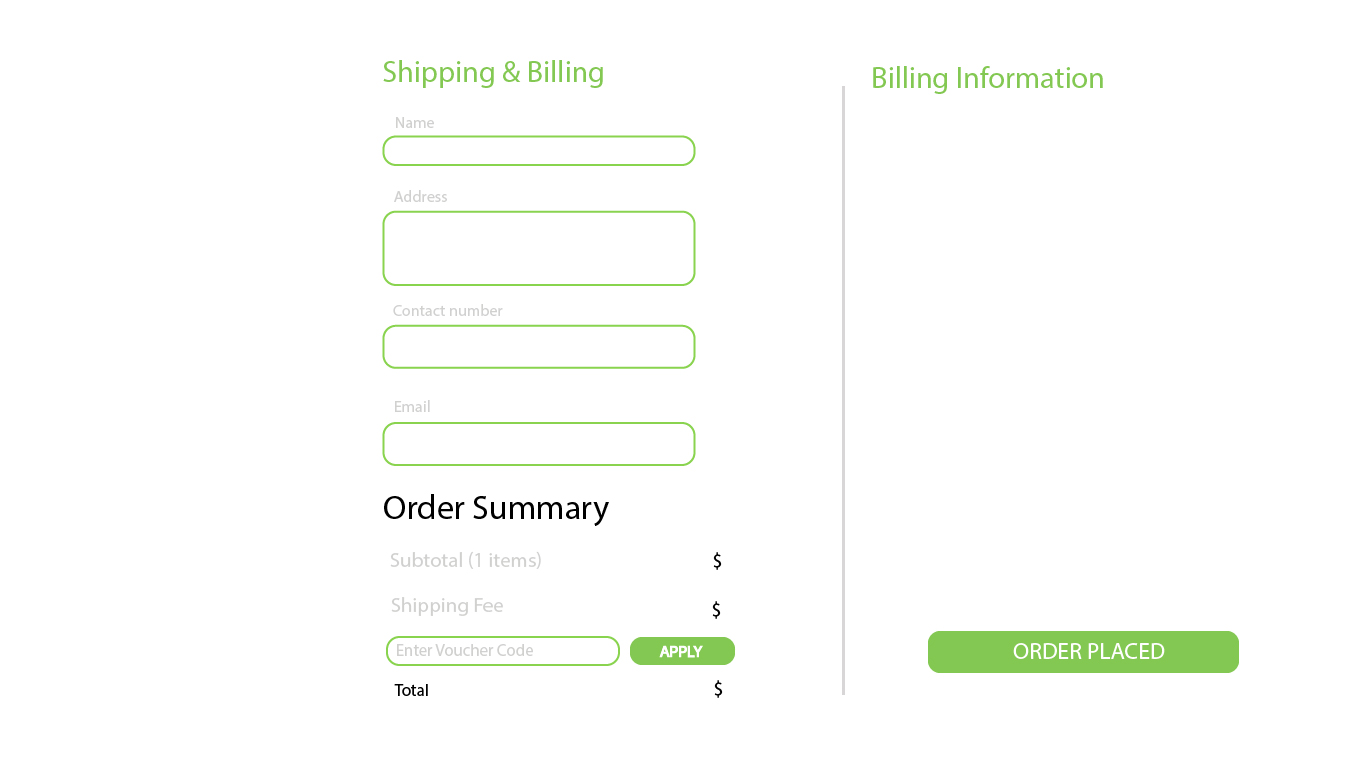 Shipping & Billing
Name
Address
Contact number
Email
Order Summary
Subtotal (1 items) $
Shipping Fee $
Enter Voucher Code APPLY
Total $
Billing Information
ORDER PLACED